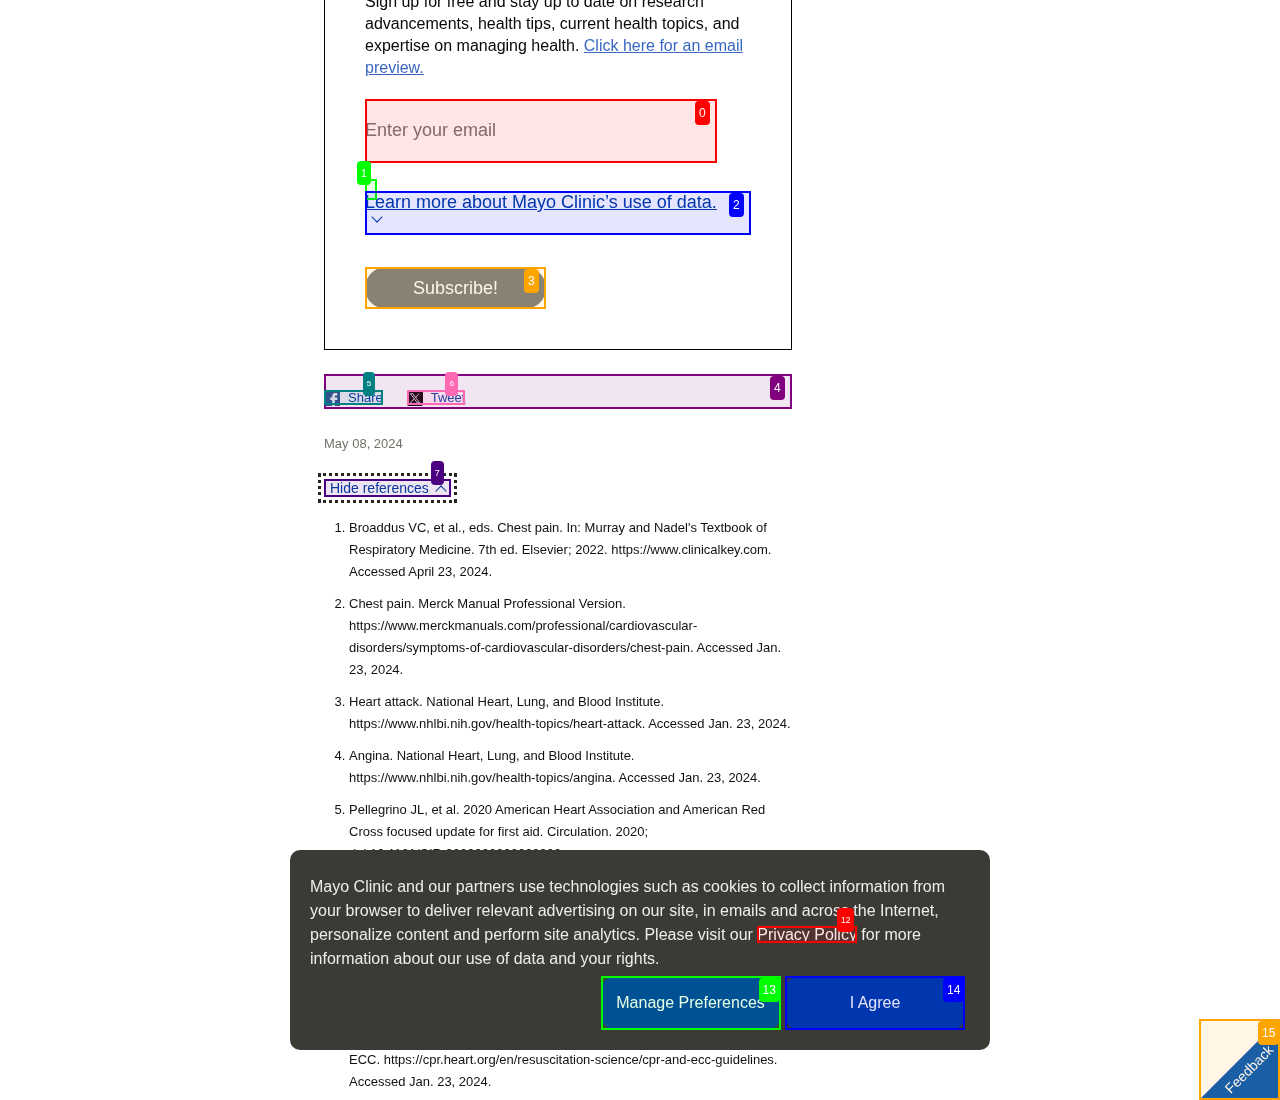 Sign up for free and stay up to date on research
advancements, health tips, current health topics, and
expertise on managing health. Click here for an email
preview.
0
Enter your email
1
Learn more about Mayo Clinic’s use of data.
2
Subscribe!
3
4
5
6
Share
Tweet
May 08, 2024
7
Hide references
1. Broaddus VC, et al., eds. Chest pain. In: Murray and Nadel's Textbook of
Respiratory Medicine. 7th ed. Elsevier; 2022. https://www.clinicalkey.com.
Accessed April 23, 2024.
2. Chest pain. Merck Manual Professional Version.
https://www.merckmanuals.com/professional/cardiovascular-
disorders/symptoms-of-cardiovascular-disorders/chest-pain. Accessed Jan.
23, 2024.
3. Heart attack. National Heart, Lung, and Blood Institute.
https://www.nhlbi.nih.gov/health-topics/heart-attack. Accessed Jan. 23, 2024.
4. Angina. National Heart, Lung, and Blood Institute.
https://www.nhlbi.nih.gov/health-topics/angina. Accessed Jan. 23, 2024.
5. Pellegrino JL, et al. 2020 American Heart Association and American Red
Cross focused update for first aid. Circulation. 2020;
Mayo Clinic and our partners use technologies such as cookies to collect information from
your browser to deliver relevant advertising on our site, in emails and across the Internet,
12
personalize content and perform site analytics. Please visit our Privacy Policy for more
information about our use of data and your rights.
Manage Preferences
13
I Agree
14
15
Feedback
ECC. https://cpr.heart.org/en/resuscitation-science/cpr-and-ecc-guidelines.
Accessed Jan. 23, 2024.